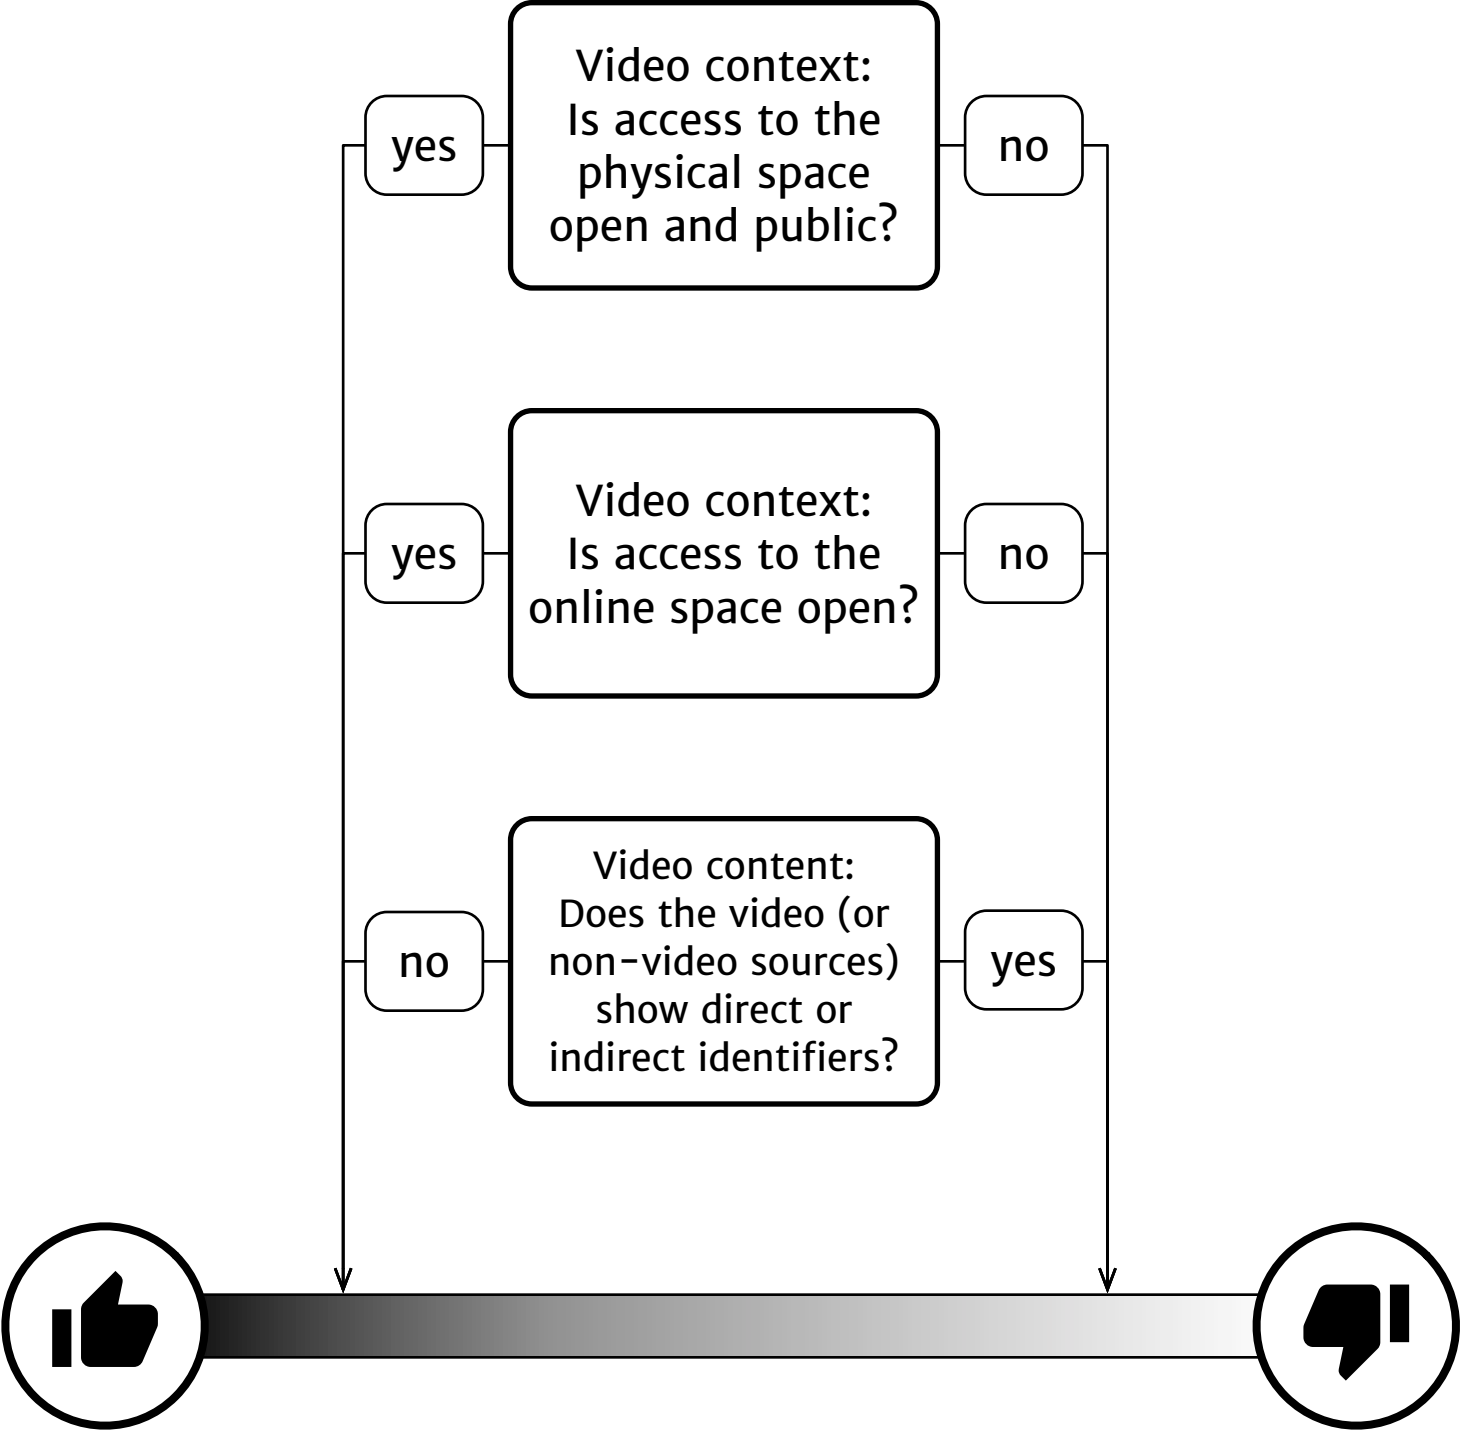 Video context:
Is access to the
physical space
open and public?
yes
no
Video context:
Is access to the
online space open?
yes
no
Video content:
Does the video (or
non-video sources)
show direct or
indirect identifiers?
no
yes